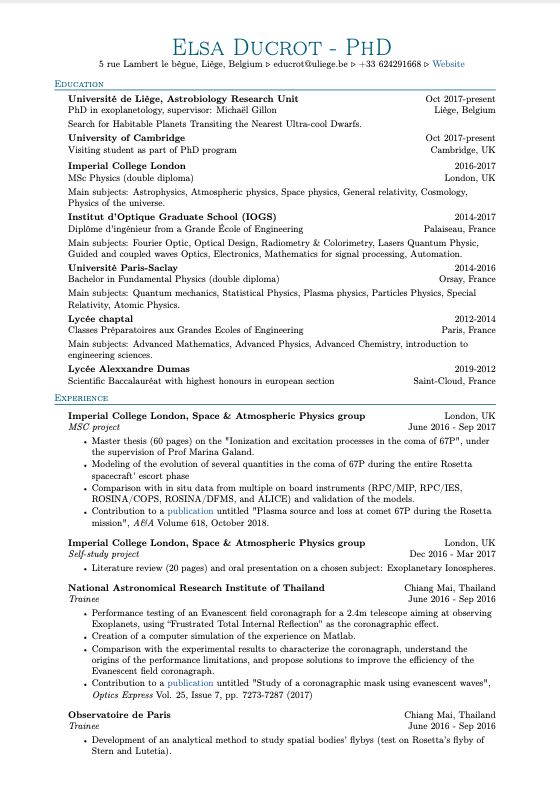 Elsa Ducrot - PhD
5 rue Lambert le bègue, Liège, Belgium ▷ educrot@uliege.be ▷ +33 624291668 ▷ Website
Education
Université de Liège, Astrobiology Research Unit Oct 2017-present
PhD in exoplanetology, supervisor: Michaël Gillon Liège, Belgium
Search for Habitable Planets Transiting the Nearest Ultra-cool Dwarfs.
University of Cambridge Oct 2017-present
Visiting student as part of PhD program Cambridge, UK
Imperial College London 2016-2017
MSc Physics (double diploma) London, UK
Main subjects: Astrophysics, Atmospheric physics, Space physics, General relativity, Cosmology,
Physics of the universe.
Institut d'Optique Graduate School (IOGS) 2014-2017
Diplôme d'ingénieur from a Grande École of Engineering Palaiseau, France
Main subjects: Fourier Optic, Optical Design, Radiometry & Colorimetry, Lasers Quantum Physic,
Guided and coupled waves Optics, Electronics, Mathematics for signal processing, Automation.
Université Paris-Saclay 2014-2016
Bachelor in Fundamental Physics (double diploma) Orsay, France
Main subjects: Quantum mechanics, Statistical Physics, Plasma physics, Particles Physics, Special
Relativity, Atomic Physics.
Lycée chaptal 2012-2014
Classes Préparatoires aux Grandes Ecoles of Engineering Paris, France
Main subjects: Advanced Mathematics, Advanced Physics, Advanced Chemistry, introduction to
engineering sciences.
Lycée Alexxandre Dumas 2019-2012
Scientific Baccalauréat with highest honours in european section Saint-Cloud, France
Experience
Imperial College London, Space & Atmospheric Physics group London, UK
MSC project June 2016 - Sep 2017
• Master thesis (60 pages) on the "Ionization and excitation processes in the coma of 67P", under
the supervision of Prof Marina Galand.
• Modeling of the evolution of several quantities in the coma of 67P during the entire Rosetta
spacecraft' escort phase
• Comparison with in situ data from multiple on board instruments (RPC/MIP, RPC/IES,
ROSINA/COPS, ROSINA/DFMS, and ALICE) and validation of the models.
• Contribution to a publication untitled "Plasma source and loss at comet 67P during the Rosetta
mission", A&A Volume 618, October 2018.
Imperial College London, Space & Atmospheric Physics group London, UK
Self-study project Dec 2016 - Mar 2017
• Literature review (20 pages) and oral presentation on a chosen subject: Exoplanetary Ionospheres.
National Astronomical Research Institute of Thailand Chiang Mai, Thailand
Trainee June 2016 - Sep 2016
• Performance testing of an Evanescent field coronagraph for a 2.4m telescope aiming at observing
Exoplanets, using "Frustrated Total Internal Reflection" as the coronagraphic effect.
• Creation of a computer simulation of the experience on Matlab.
• Comparison with the experimental results to characterize the coronagraph, understand the
origins of the performance limitations, and propose solutions to improve the efficiency of the
Evanescent field coronagraph.
• Contribution to a publication untitled "Study of a coronagraphic mask using evanescent waves",
Optics Express Vol. 25, Issue 7, pp. 7273-7287 (2017)
Observatoire de Paris Chiang Mai, Thailand
Trainee June 2016 - Sep 2016
• Development of an analytical method to study spatial bodies' flybys (test on Rosetta's flyby of
Stern and Lutetia).